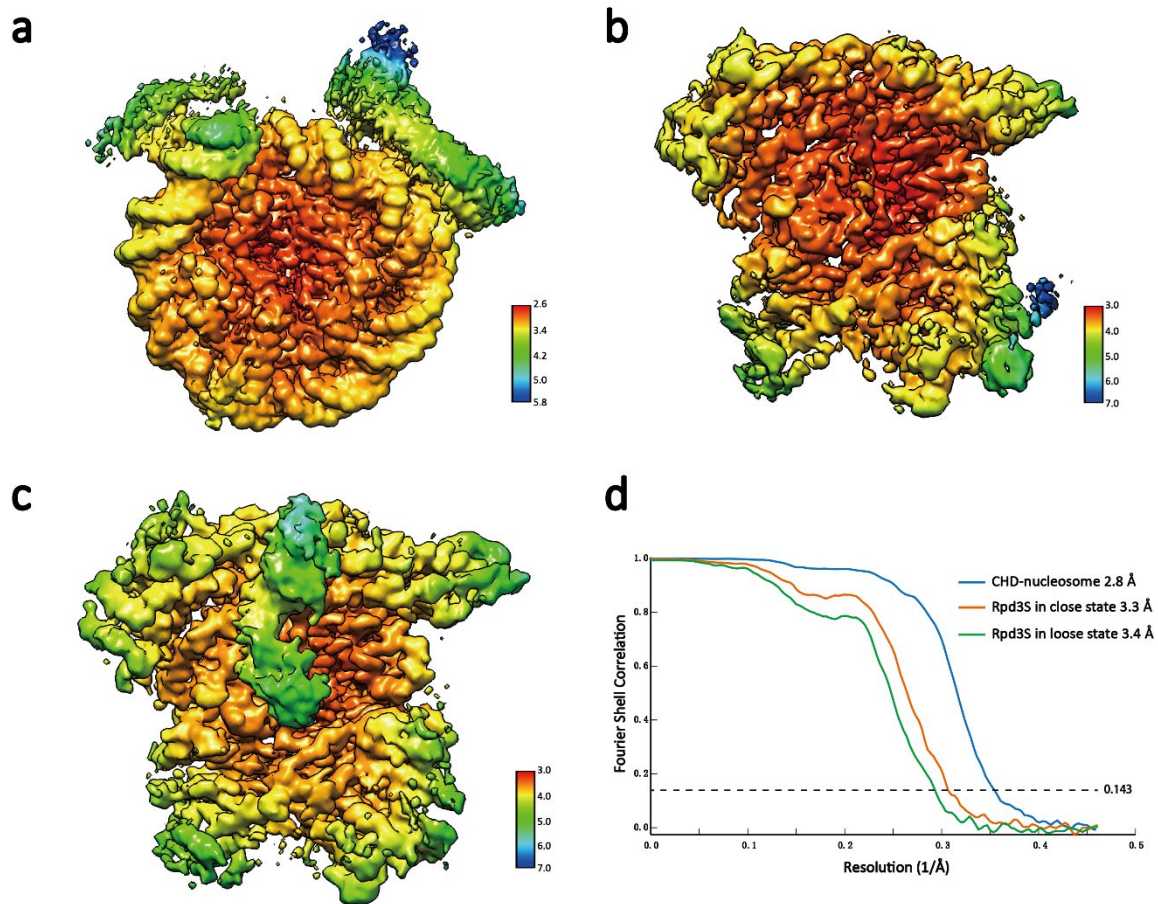 a
b
2.6
3.4
4.2
5.0
5.8
3.0
4.0
5.0
6.0
7.0
c
d
3.0
4.0
5.0
6.0
7.0
Fourier Shell Correlation
1.0
0.8
0.6
0.4
0.2
0.0
CHD-nucleosome 2.8 Å
Rpd3S in close state 3.3 Å
Rpd3S in loose state 3.4 Å
0.143
0.0 0.1 0.2 0.3 0.4 0.5
Resolution (1/Å)